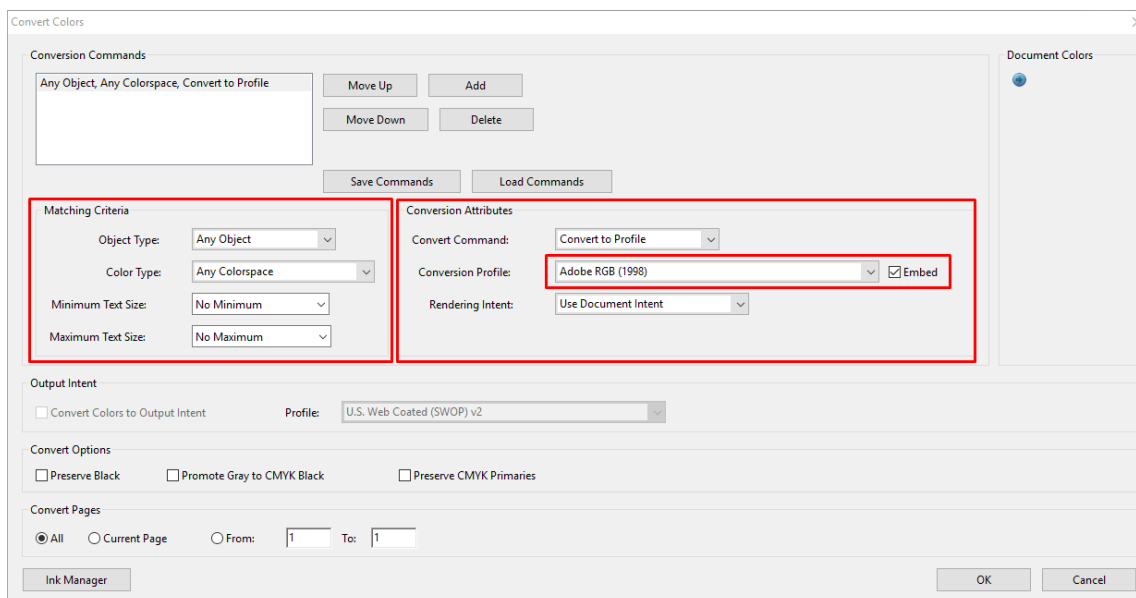 Convert Colors
Conversion Commands
Document Colors
Any Object, Any Colorspace, Convert to Profile
Move Up
Add
Move Down
Delete
Save Commands
Load Commands
Matching Criteria
Conversion Attributes
Object Type:
Any Object
Convert Command:
Convert to Profile
Color Type:
Any Colorspace
Conversion Profile:
Adobe RGB (1998)
Embed
Minimum Text Size:
No Minimum
Rendering Intent:
Use Document Intent
Maximum Text Size:
No Maximum
Output Intent
Convert Colors to Output Intent
Profile:
U.S. Web Coated (SWOP) v2
Convert Options
Preserve Black
Promote Gray to CMYK Black
Preserve CMYK Primaries
Convert Pages
All
Current Page
From:
1
To:
1
Ink Manager
OK
Cancel